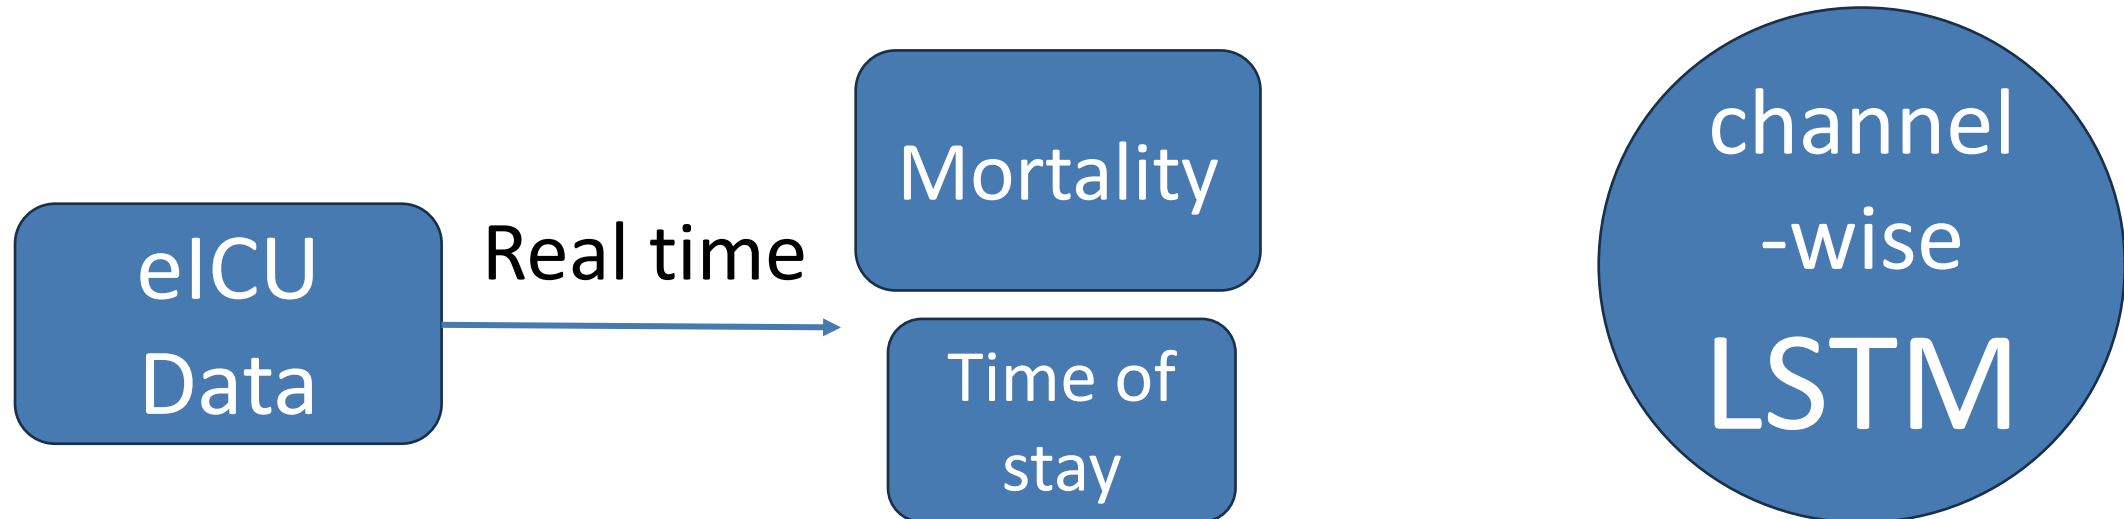 eICU
Data
Real time
Mortality
Time of
stay
channel
-wise
LSTM